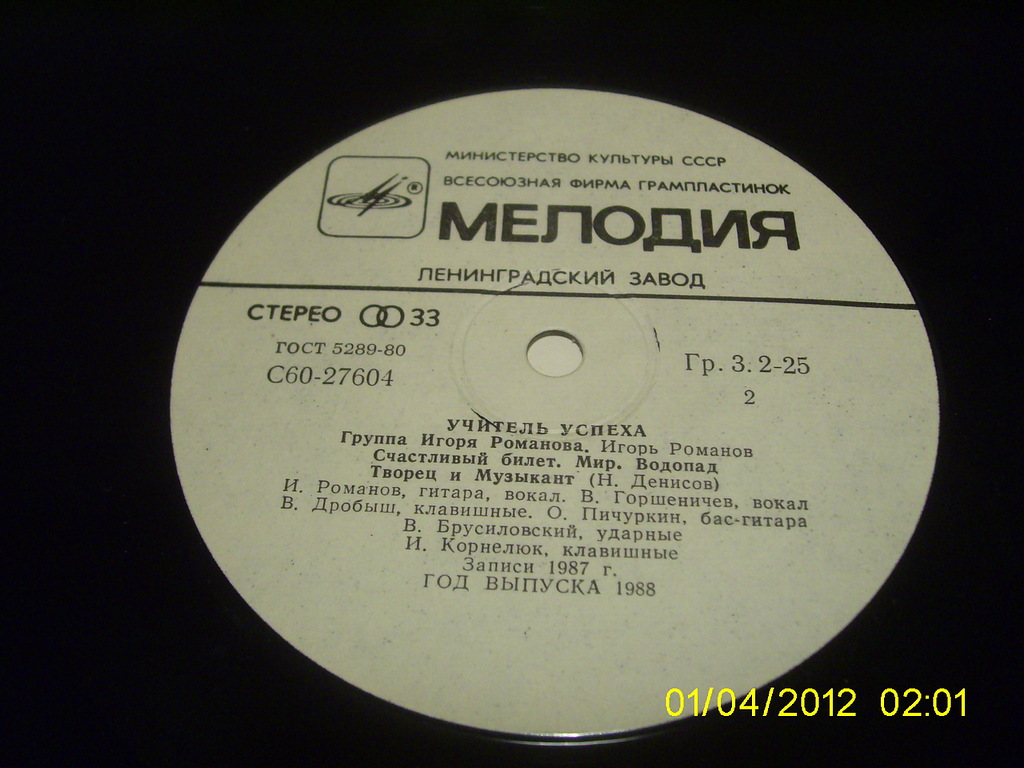 МИНИСТЕРСТВО КУЛЬТУРЫ СССР
ВСЕСОЮЗНАЯ ФИРМА ГРАМПЛАСТИНОК
®
МЕЛОДИЯ
ЛЕНИНГРАДСКИЙ ЗАВОД
СТЕРЕО 33
ГОСТ 5289-80
С60-27604
Гр. 3. 2-25
2
УЧИТЕЛЬ УСПЕХА
Группа Игоря Романова. Игорь Романов
Счастливый билет. Мир. Водопад
Творец и Музыкант (Н. Денисов)
И. Романов, гитара, вокал. В. Горшеничев, вокал
В. Дробыш, клавишные. О. Пичуркин, бас-гитара
В. Брусиловский, ударные
И. Корнелюк, клавишные
Записи 1987 г.
ГОД ВЫПУСКА 1988
01/04/2012 02:01